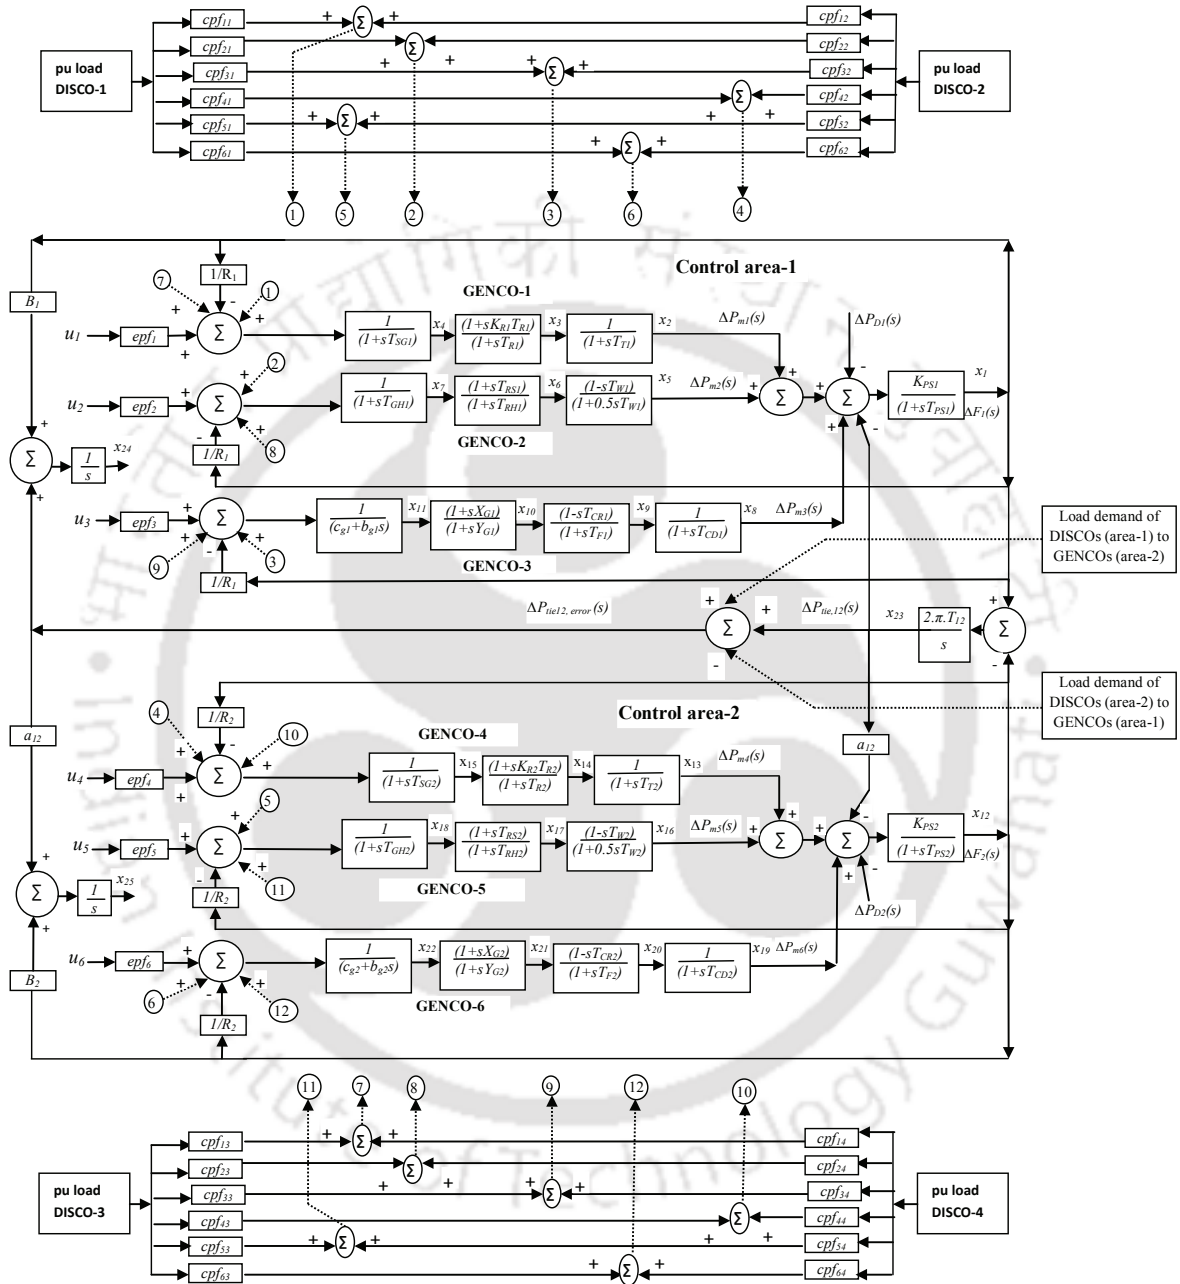 cpf11
cpf12
cpf21
cpf22
pu load
DISCO-1
cpf31
cpf32
pu load
DISCO-2
cpf41
cpf42
cpf51
cpf52
cpf61
cpf62
1 5 2 3 6 4
Control area-1
1/R1
7 1
GENCO-1
B1
u1 epf1 Σ
1/(1+sTSG1) x4 (1+sKR1TR1)/(1+sTR1) x3 1/(1+sTT1) x2 ΔPm1(s)
ΔPD1(s)
2
u2 epf2 Σ
1/(1+sTGH1) x7 (1+sTRS1)/(1+sTRH1) x6 (1-sTW1)/(1+0.5sTW1) x5 ΔPm2(s) Σ Σ KPS1/(1+sTPS1) x1
ΔF1(s)
8
GENCO-2
1/R1
Σ 1/s x24
u3 epf3 Σ
1/(cg1+bg1s) x11 (1+sXG1)/(1+sYG1) x10 (1-sTCR1)/(1+sTF1) x9 1/(1+sTCD1) x8 ΔPm3(s)
9 3
GENCO-3
1/R1
Load demand of
DISCOs (area-1) to
GENCOs (area-2)
ΔPtie12, error(s) Σ ΔPtie,12(s) x23 2.π.T12/s Σ
Load demand of
DISCOs (area-2) to
GENCOs (area-1)
1/R2
Control area-2
a12
4 10
GENCO-4
a12
u4 epf4 Σ
1/(1+sTSG2) x15 (1+sKR2TR2)/(1+sTR2) x14 1/(1+sTT2) x13 ΔPm4(s)
5
u5 epf5 Σ
1/(1+sTGH2) x18 (1+sTRS2)/(1+sTRH2) x17 (1-sTW2)/(1+0.5sTW2) x16 ΔPm5(s) Σ Σ KPS2/(1+sTPS2) x12
ΔF2(s)
11
GENCO-5
1/R2
ΔPD2(s)
Σ 1/s x25
B2
u6 epf6 Σ
1/(cg2+bg2s) x22 (1+sXG2)/(1+sYG2) x21 (1-sTCR2)/(1+sTF2) x20 1/(1+sTCD2) x19 ΔPm6(s)
6 12
GENCO-6
1/R2
11 7 8 9 12 10
cpf13
cpf14
cpf23
cpf24
pu load
DISCO-3
cpf33
cpf34
pu load
DISCO-4
cpf43
cpf44
cpf53
cpf54
cpf63
cpf64
Indian Institute of Technology Guwahati